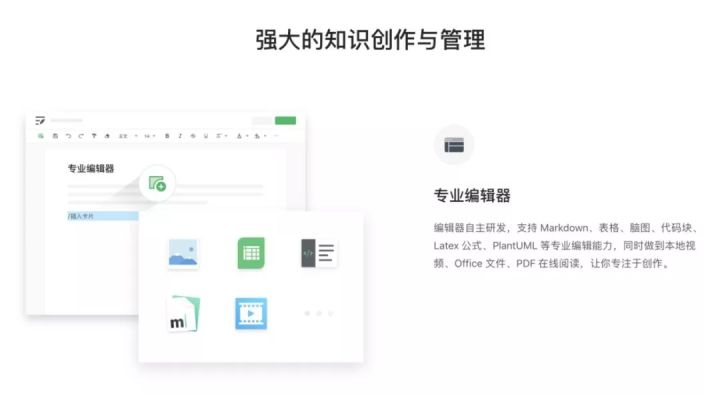 强大的知识创作与管理
专业编辑器
/插入卡片
</>
m
专业编辑器
编辑器自主研发，支持 Markdown、表格、脑图、代码块、
Latex 公式、PlantUML 等专业编辑能力，同时做到本地视
频、Office 文件、PDF 在线阅读，让你专注于创作。